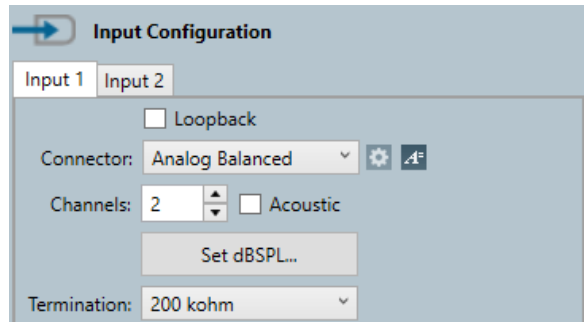 Input Configuration
Input 1 Input 2
Loopback
Connector: Analog Balanced
Channels: 2 Acoustic
Set dBSPL...
Termination: 200 kohm